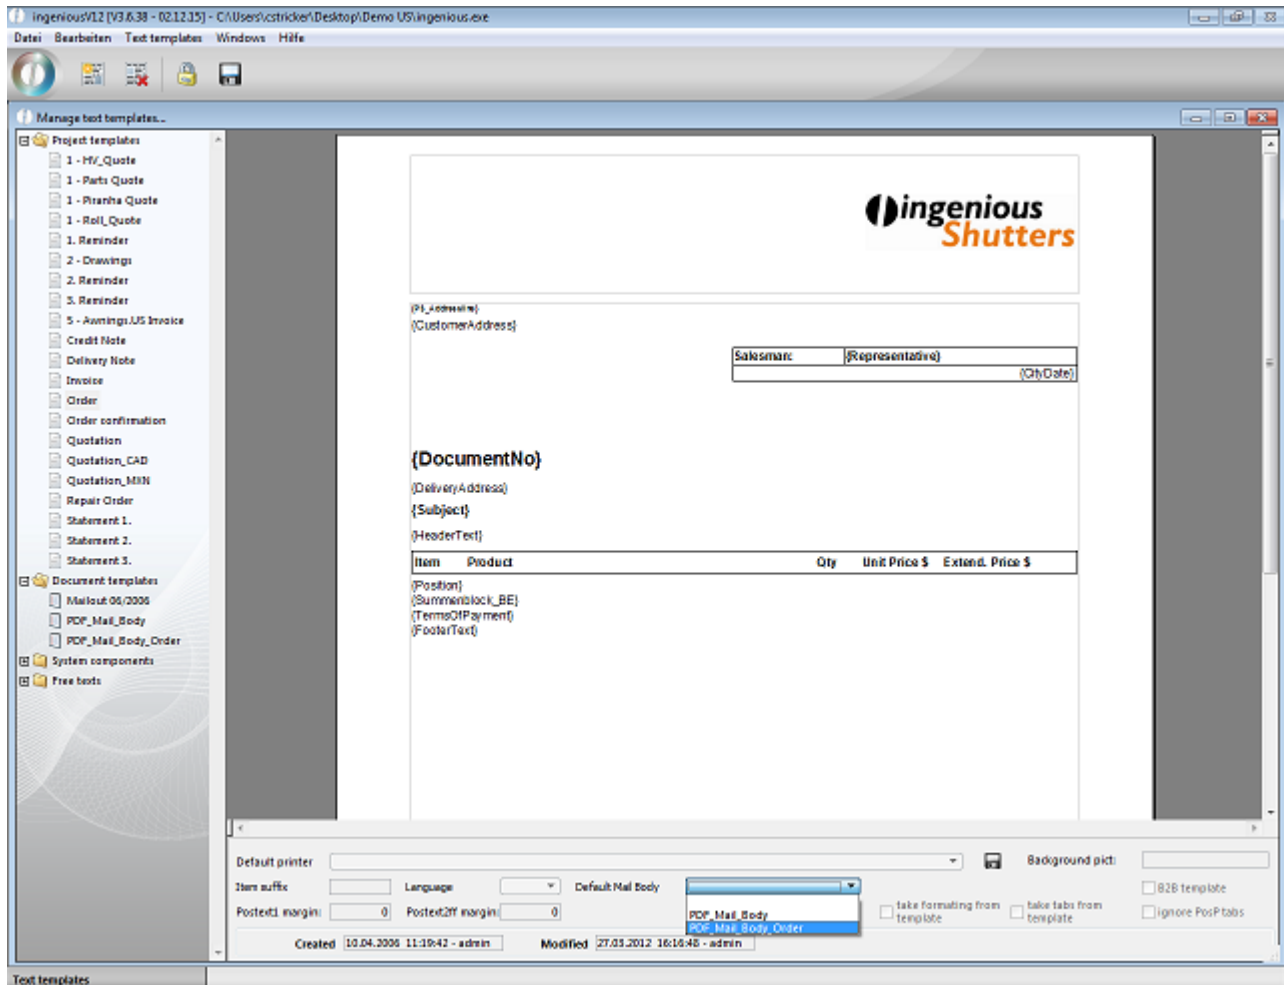 ingeniousV12 [V3.6.38 - 02.12.15] - C:\Users\cstricker\Desktop\Demo US\ingenious.exe
Datei Bearbeiten Text templates Windows Hilfe
Manage text templates...
Project templates
1 - HV_Quote
1 - Parts Quote
1 - Piranha Quote
1 - Roll_Quote
1. Reminder
2 - Drawings
2. Reminder
3. Reminder
5 - Awnings.US Invoice
Credit Note
Delivery Note
Invoice
Order
Order confirmation
Quotation
Quotation_CAD
Quotation_MXN
Repair Order
Statement 1.
Statement 2.
Statement 3.
Document templates
Mailout 06/2006
PDF_Mail_Body
PDF_Mail_Body_Order
System components
Free texts
ingenious
Shutters
{PS_Addressline}
{CustomerAddress}
Salesman: {Representative}
{CityDate}
{DocumentNo}
{DeliveryAddress}
{Subject}
{HeaderText}
Item Product Qty Unit Price $ Extend. Price $
{Position}
{Summenblock_BE}
{TermsOfPayment}
{FooterText}
Default printer Background pict:
Item suffix Language Default Mail Body B2B template
Postext1 margin: 0 Postext2ff margin: 0 take formating from template take tabs from template ignore PosP tabs
PDF_Mail_Body
PDF_Mail_Body_Order
Created 10.04.2006 11:19:42 - admin Modified 27.03.2012 16:16:48 - admin
Text templates